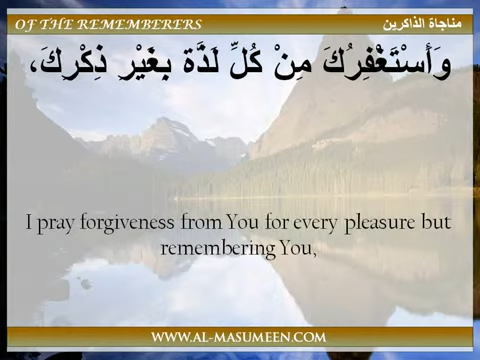 OF THE REMEMBERERS
مناجاة الذاكرين
وَأَسْتَغْفِرُكَ مِنْ كُلِّ لَذَّة بِغَيْرِ ذِكْرِكَ،
I pray forgiveness from You for every pleasure but
remembering You,
WWW.AL-MASUMEEN.COM